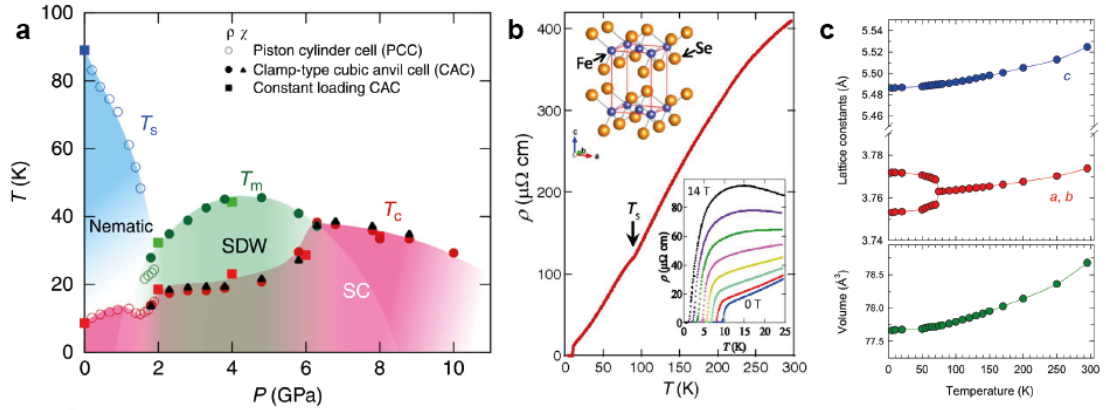 a
ρ χ
Piston cylinder cell (PCC)
Clamp-type cubic anvil cell (CAC)
Constant loading CAC
100
80
60
40
20
0
T (K)
Ts
Tm
Tc
Nematic
SDW
SC
0 2 4 6 8 10
P (GPa)
b
Fe
Se
c
b
a
400
300
200
100
0
ρ (μΩ cm)
Ts
14 T
0 T
80
60
40
20
0
ρ (μΩ cm)
0 5 10 15 20 25
T (K)
0 50 100 150 200 250 300
T (K)
c
5.54
5.52
5.50
5.48
c
Lattice constants (Å)
3.78
3.76
3.74
a, b
78.5
78.0
77.5
Volume (Å³)
0 50 100 150 200 250 300
Temperature (K)